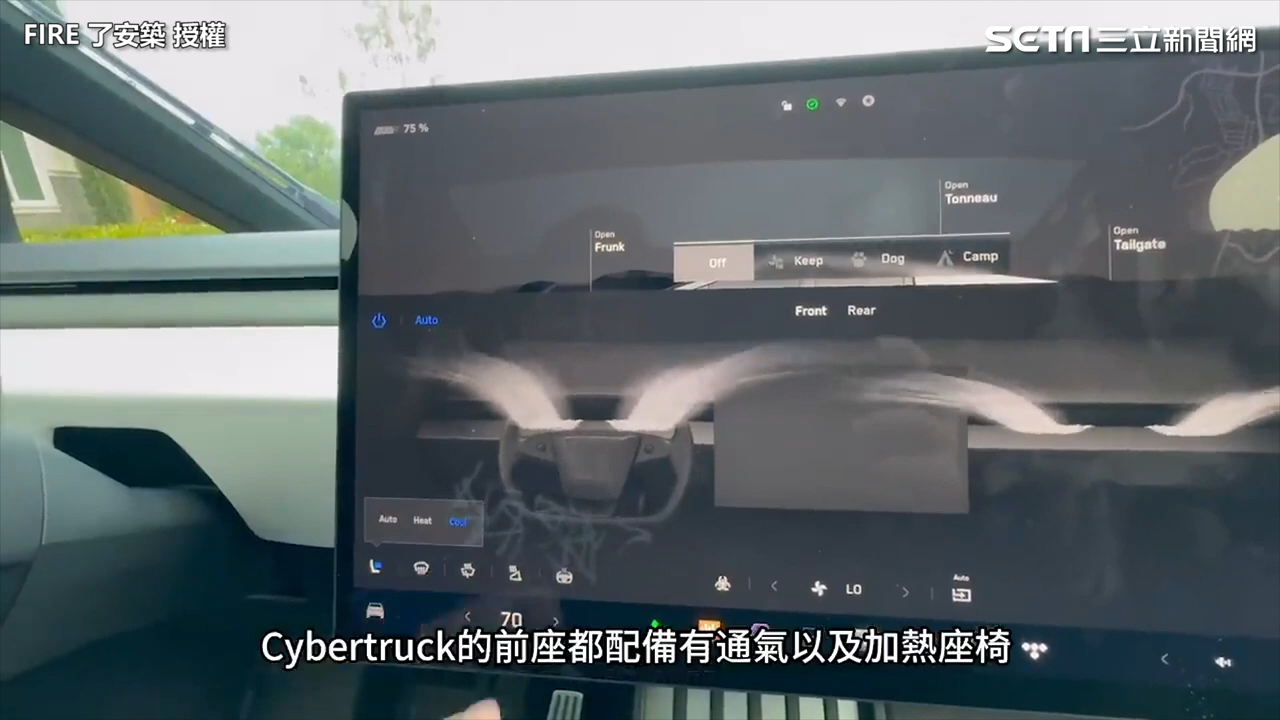 FIRE 了安築 授權
SETN三立新聞網
75 %
Open
Tonneau
Open
Frunk
Open
Tailgate
Off
Keep
Dog
Camp
Front
Rear
Auto
Auto
Heat
Cool
LO
Auto
70
Cybertruck的前座都配備有通氣以及加熱座椅